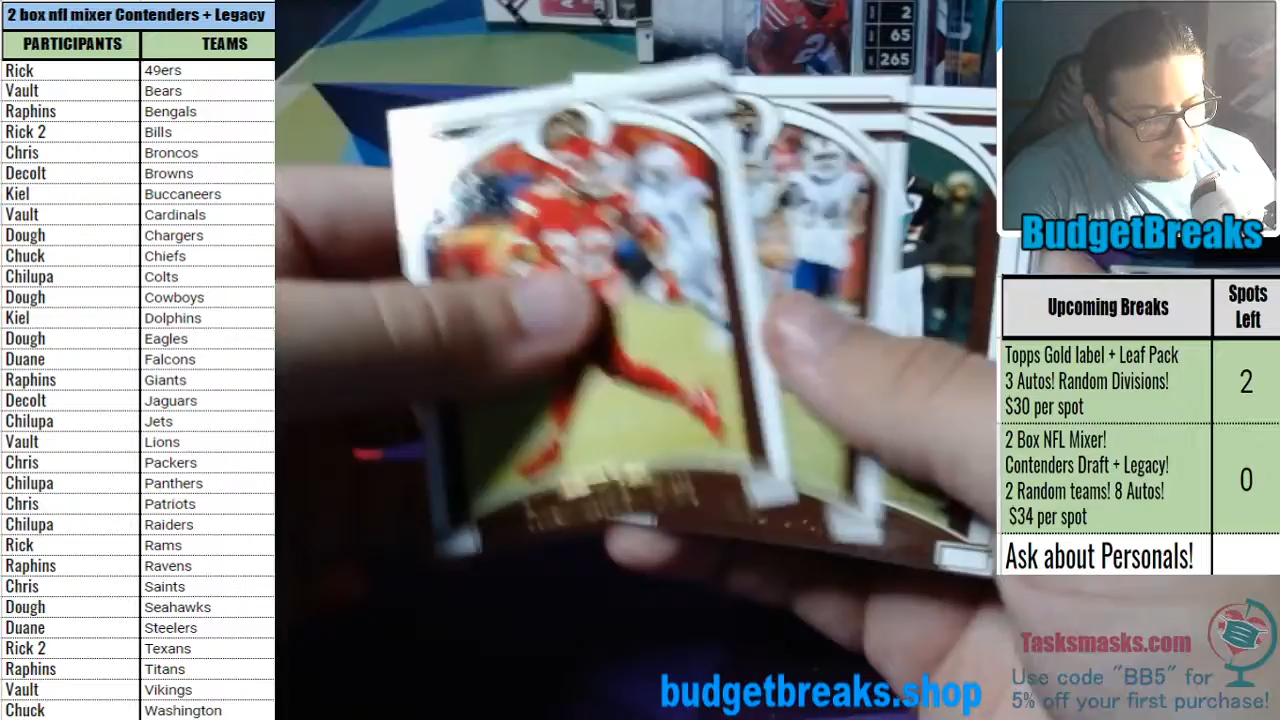 2 box nfl mixer Contenders + Legacy
PARTICIPANTS TEAMS
Rick 49ers
Vault Bears
Raphins Bengals
Rick 2 Bills
Chris Broncos
Decolt Browns
Kiel Buccaneers
Vault Cardinals
Dough Chargers
Chuck Chiefs
Chilupa Colts
Dough Cowboys
Kiel Dolphins
Dough Eagles
Duane Falcons
Raphins Giants
Decolt Jaguars
Chilupa Jets
Vault Lions
Chris Packers
Chilupa Panthers
Chris Patriots
Chilupa Raiders
Rick Rams
Raphins Ravens
Chris Saints
Dough Seahawks
Duane Steelers
Rick 2 Texans
Raphins Titans
Vault Vikings
Chuck Washington
2
65
265
BudgetBreaks
Upcoming Breaks
Spots
Left
Topps Gold label + Leaf Pack
3 Autos! Random Divisions!
$30 per spot
2
2 Box NFL Mixer!
Contenders Draft + Legacy!
2 Random teams! 8 Autos!
$34 per spot
0
Ask about Personals!
Tasksmasks.com
Use code "BB5" for
5% off your first purchase!
budgetbreaks.shop